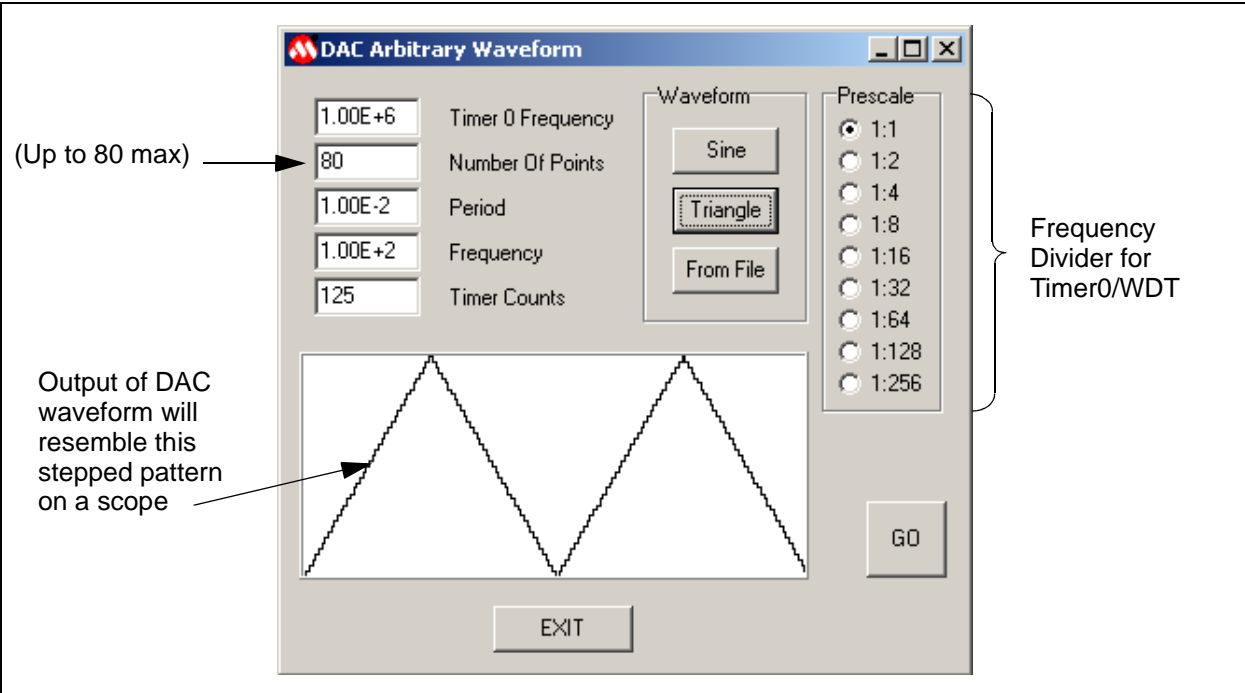 DAC Arbitrary Waveform
(Up to 80 max)
1.00E+6 Timer 0 Frequency
80 Number Of Points
1.00E-2 Period
1.00E+2 Frequency
125 Timer Counts
Waveform
Sine
Triangle
From File
Prescale
1:1
1:2
1:4
1:8
1:16
1:32
1:64
1:128
1:256
Frequency
Divider for
Timer0/WDT
Output of DAC
waveform will
resemble this
stepped pattern
on a scope
GO
EXIT